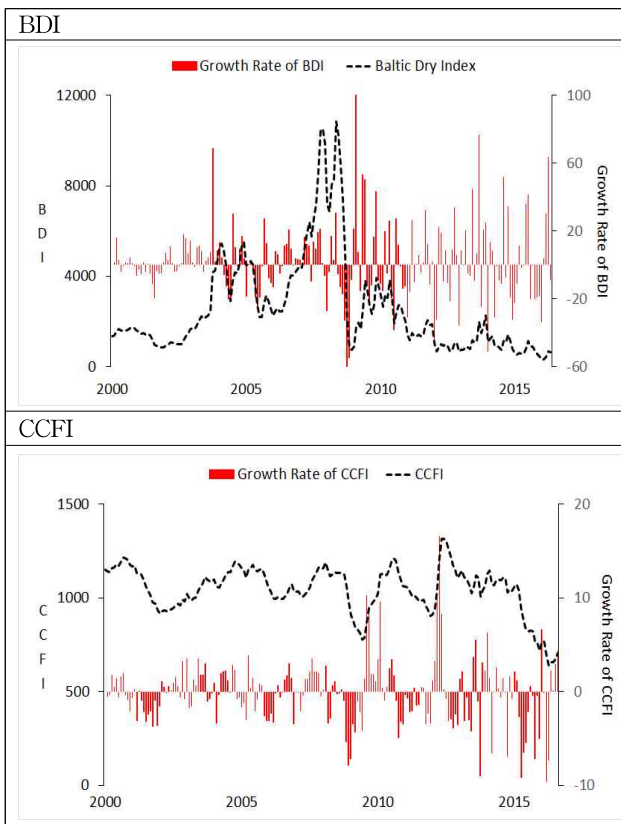 BDI
Growth Rate of BDI Baltic Dry Index
12000 100
8000 60
4000 20
0 -20
-60
BDI
Growth Rate of BDI
2000 2005 2010 2015
CCFI
Growth Rate of CCFI CCFI
1500 20
1000 10
500 0
0 -10
CCFI
Growth Rate of CCFI
2000 2005 2010 2015